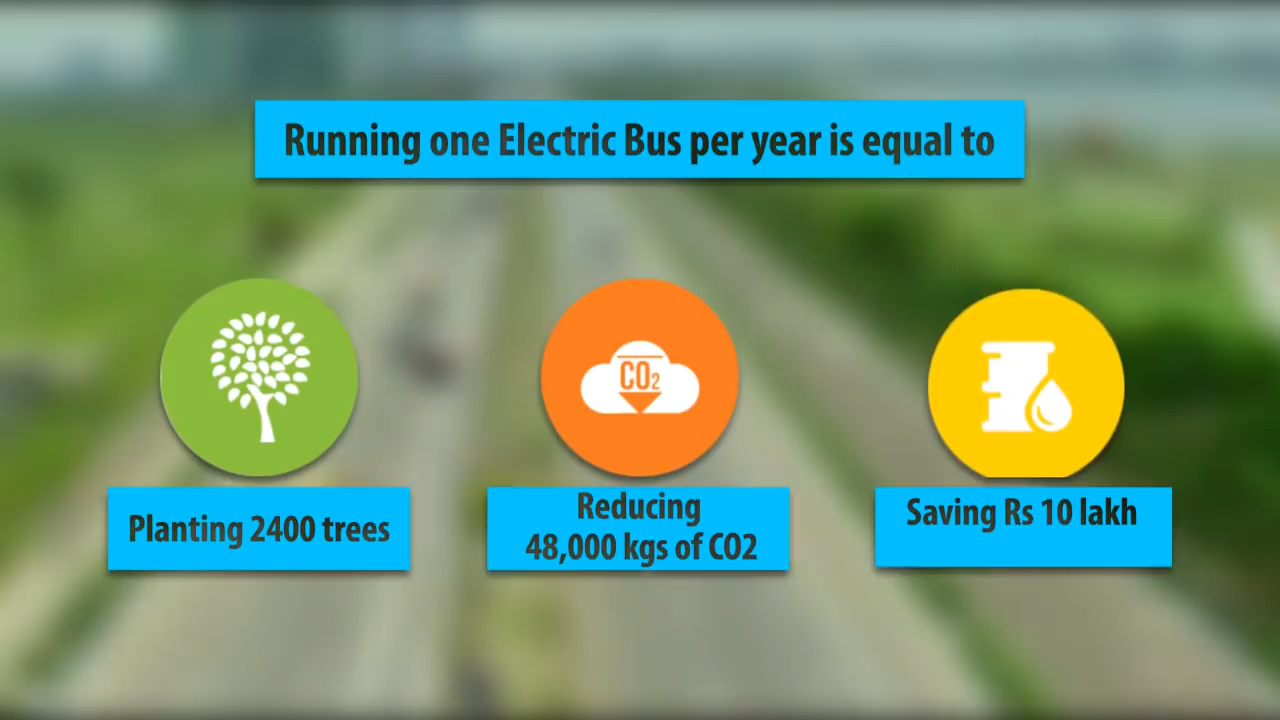 Running one Electric Bus per year is equal to
CO2
Planting 2400 trees
Reducing
48,000 kgs of CO2
Saving Rs 10 lakh